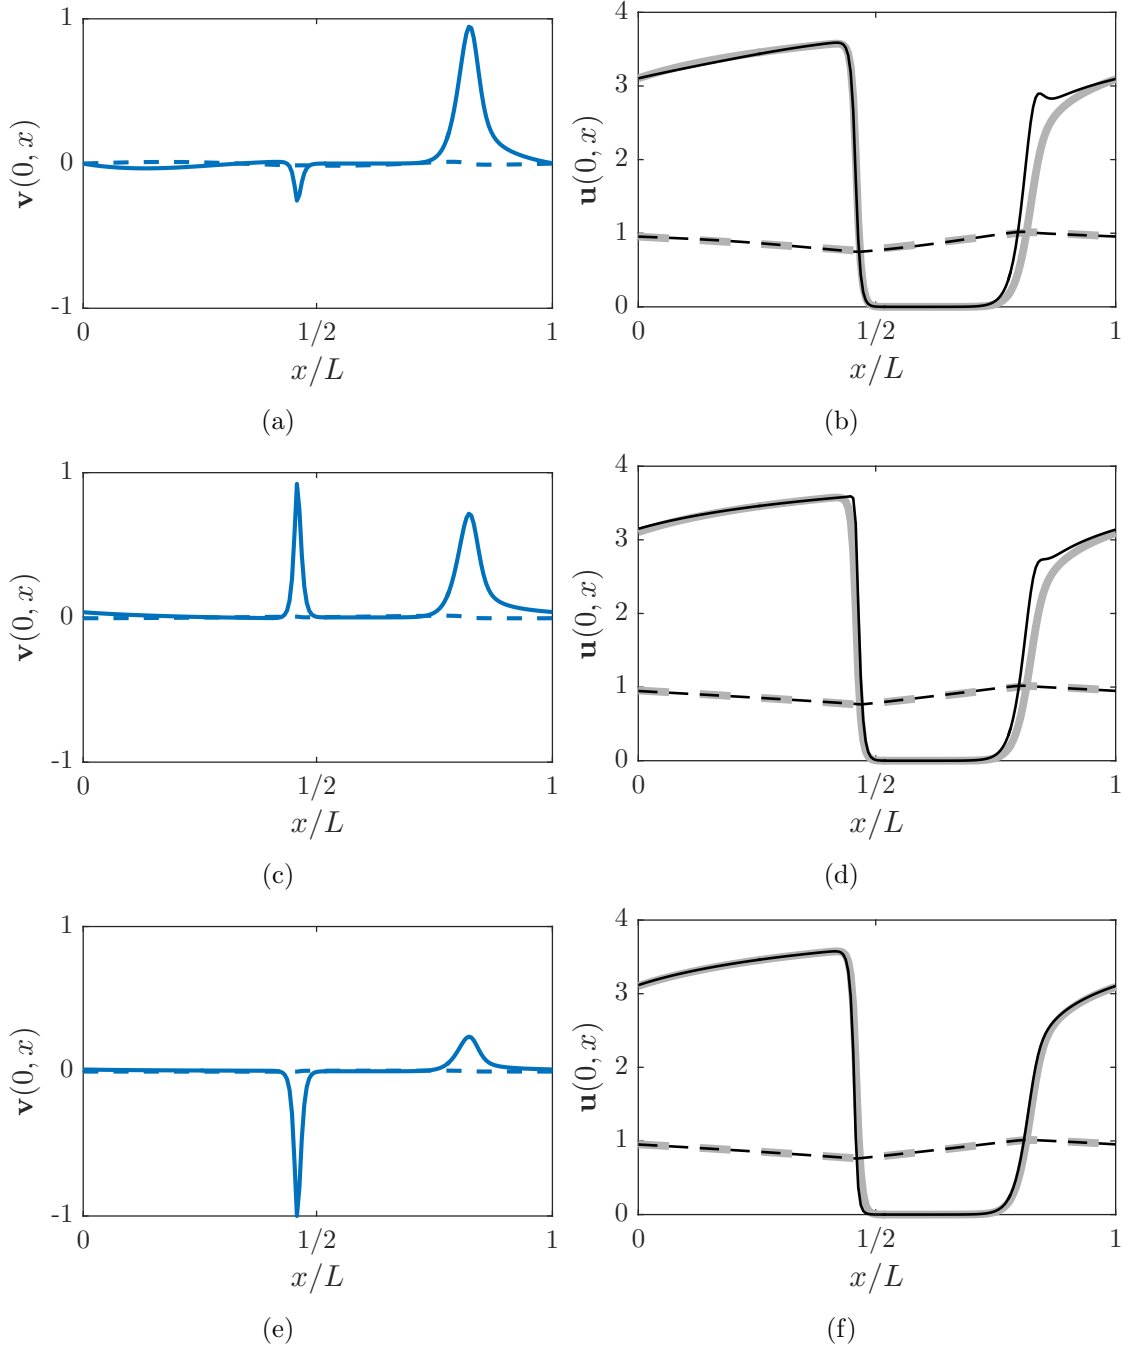 1
0
-1
v(0, x)
0
1/2
1
x/L
(a)
4
3
2
1
0
u(0, x)
0
1/2
1
x/L
(b)
1
0
-1
v(0, x)
0
1/2
1
x/L
(c)
4
3
2
1
0
u(0, x)
0
1/2
1
x/L
(d)
1
0
-1
v(0, x)
0
1/2
1
x/L
(e)
4
3
2
1
0
u(0, x)
0
1/2
1
x/L
(f)